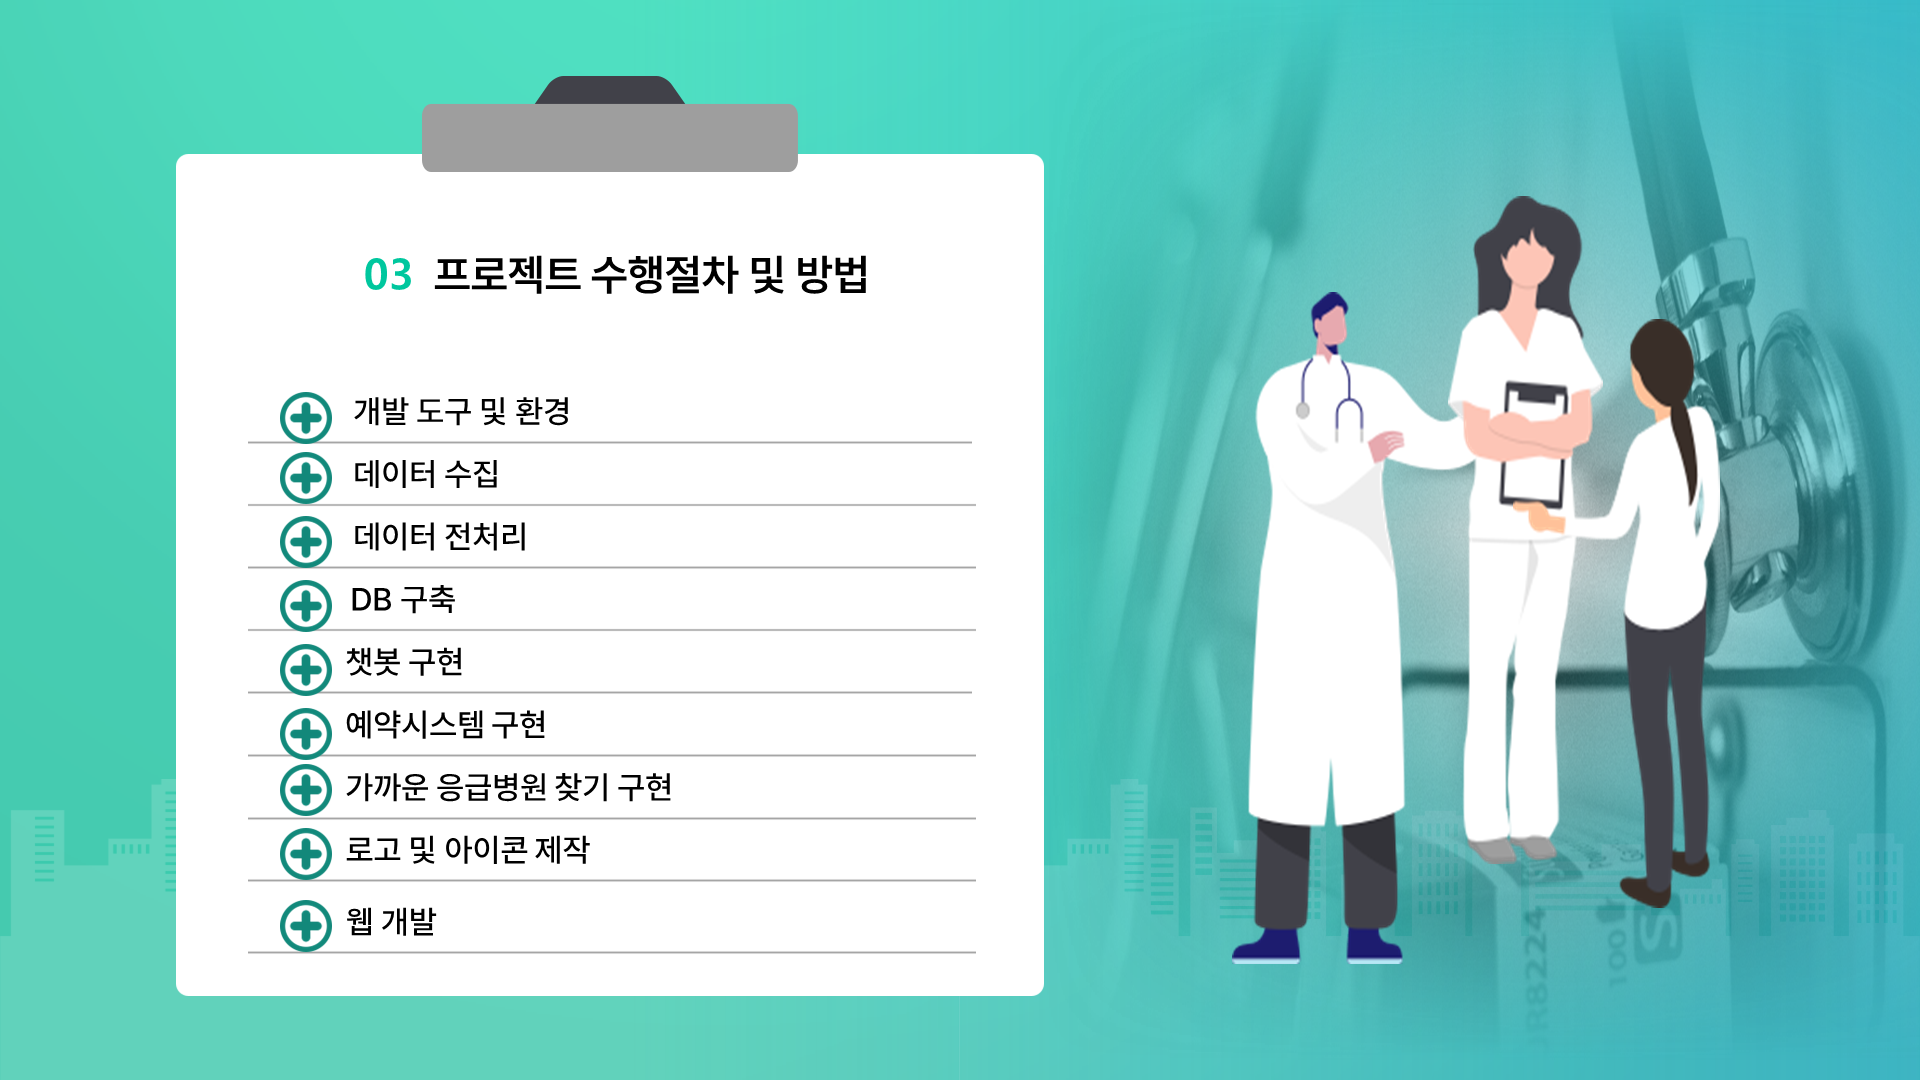 03 프로젝트 수행절차 및 방법
개발 도구 및 환경
데이터 수집
데이터 전처리
DB 구축
챗봇 구현
예약시스템 구현
가까운 응급병원 찾기 구현
로고 및 아이콘 제작
웹 개발